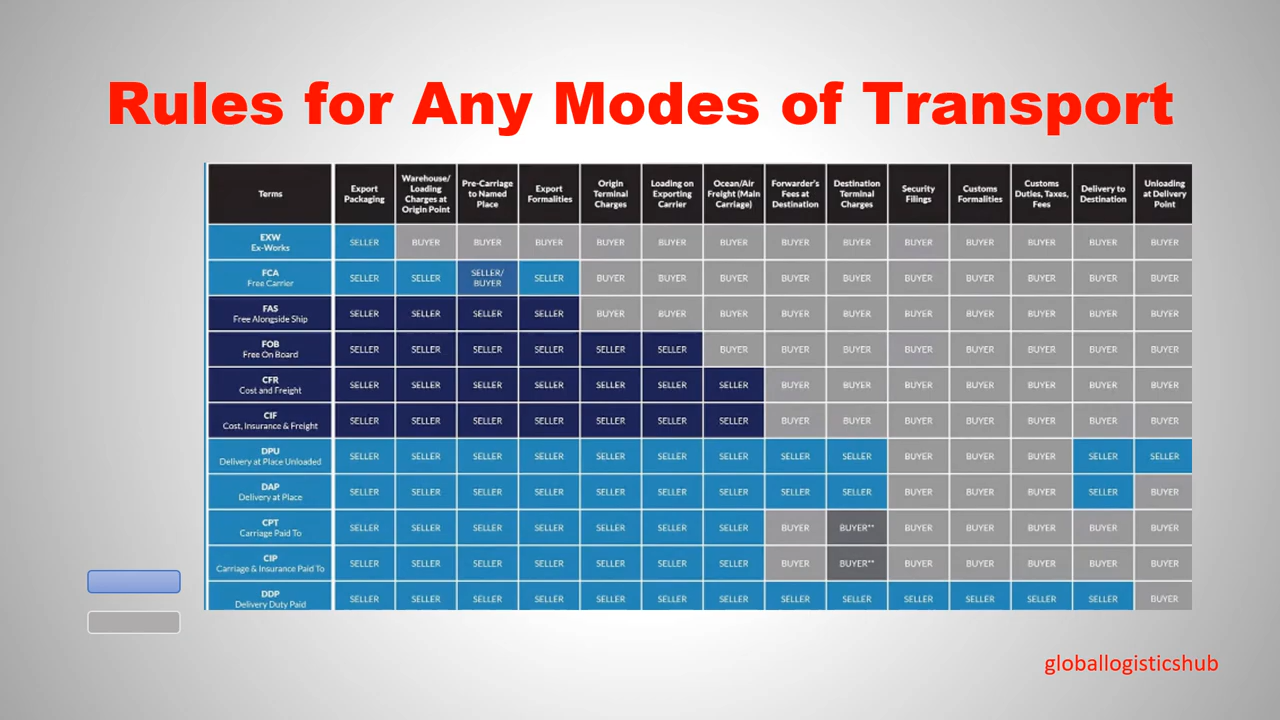 Rules for Any Modes of Transport
Terms Export Packaging Warehouse/ Loading Charges at Origin Point Pre-Carriage to Named Place Export Formalities Origin Terminal Charges Loading on Exporting Carrier Ocean/Air Freight (Main Carriage) Forwarder's Fees at Destination Destination Terminal Charges Security Filings Customs Formalities Customs Duties, Taxes, Fees Delivery to Destination Unloading at Delivery Point
EXW Ex-Works SELLER BUYER BUYER BUYER BUYER BUYER BUYER BUYER BUYER BUYER BUYER BUYER BUYER BUYER
FCA Free Carrier SELLER SELLER SELLER/ BUYER SELLER BUYER BUYER BUYER BUYER BUYER BUYER BUYER BUYER BUYER BUYER
FAS Free Alongside Ship SELLER SELLER SELLER SELLER BUYER BUYER BUYER BUYER BUYER BUYER BUYER BUYER BUYER BUYER
FOB Free On Board SELLER SELLER SELLER SELLER SELLER SELLER BUYER BUYER BUYER BUYER BUYER BUYER BUYER BUYER
CFR Cost and Freight SELLER SELLER SELLER SELLER SELLER SELLER SELLER BUYER BUYER BUYER BUYER BUYER BUYER BUYER
CIF Cost, Insurance & Freight SELLER SELLER SELLER SELLER SELLER SELLER SELLER BUYER BUYER BUYER BUYER BUYER BUYER BUYER
DPU Delivery at Place Unloaded SELLER SELLER SELLER SELLER SELLER SELLER SELLER SELLER SELLER BUYER BUYER BUYER SELLER SELLER
DAP Delivery at Place SELLER SELLER SELLER SELLER SELLER SELLER SELLER SELLER SELLER BUYER BUYER BUYER SELLER BUYER
CPT Carriage Paid To SELLER SELLER SELLER SELLER SELLER SELLER SELLER BUYER BUYER** BUYER BUYER BUYER BUYER BUYER
CIP Carriage & Insurance Paid To SELLER SELLER SELLER SELLER SELLER SELLER SELLER BUYER BUYER** BUYER BUYER BUYER BUYER BUYER
DDP Delivery Duty Paid SELLER SELLER SELLER SELLER SELLER SELLER SELLER SELLER SELLER SELLER SELLER SELLER SELLER BUYER
globallogisticshub